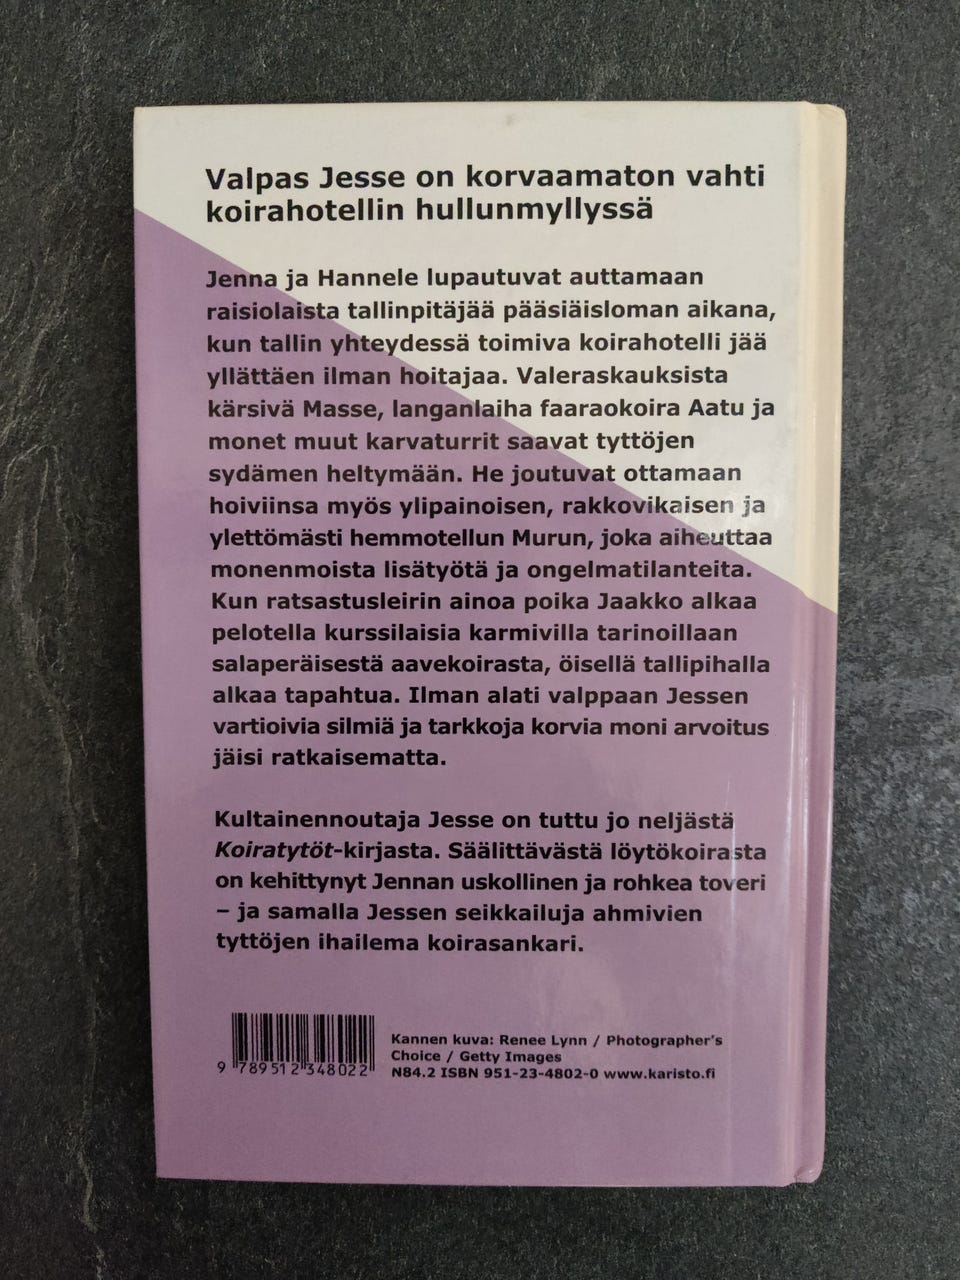 Valpas Jesse on korvaamaton vahti
koirahotellin hullunmyllyssä
Jenna ja Hannele lupautuvat auttamaan
raisiolaista tallinpitäjää pääsiäisloman aikana,
kun tallin yhteydessä toimiva koirahotelli jää
yllättäen ilman hoitajaa. Valeraskauksista
kärsivä Masse, langanlaiha faaraokoira Aatu ja
monet muut karvaturrit saavat tyttöjen
sydämen heltymään. He joutuvat ottamaan
hoiviinsa myös ylipainoisen, rakkovikaisen ja
ylettömästi hemmotellun Murun, joka aiheuttaa
monenmoista lisätyötä ja ongelmatilanteita.
Kun ratsastusleirin ainoa poika Jaakko alkaa
pelotella kurssilaisia karmivilla tarinoillaan
salaperäisestä aavekoirasta, öisellä tallipihalla
alkaa tapahtua. Ilman alati valppaan Jessen
vartioivia silmiä ja tarkkoja korvia moni arvoitus
jäisi ratkaisematta.
Kultainennoutaja Jesse on tuttu jo neljästä
Koiratytöt-kirjasta. Säälittävästä löytökoirasta
on kehittynyt Jennan uskollinen ja rohkea toveri
– ja samalla Jessen seikkailuja ahmivien
tyttöjen ihailema koirasankari.
Kannen kuva: Renee Lynn / Photographer's
Choice / Getty Images
N84.2 ISBN 951-23-4802-0 www.karisto.fi
9 789512 348022